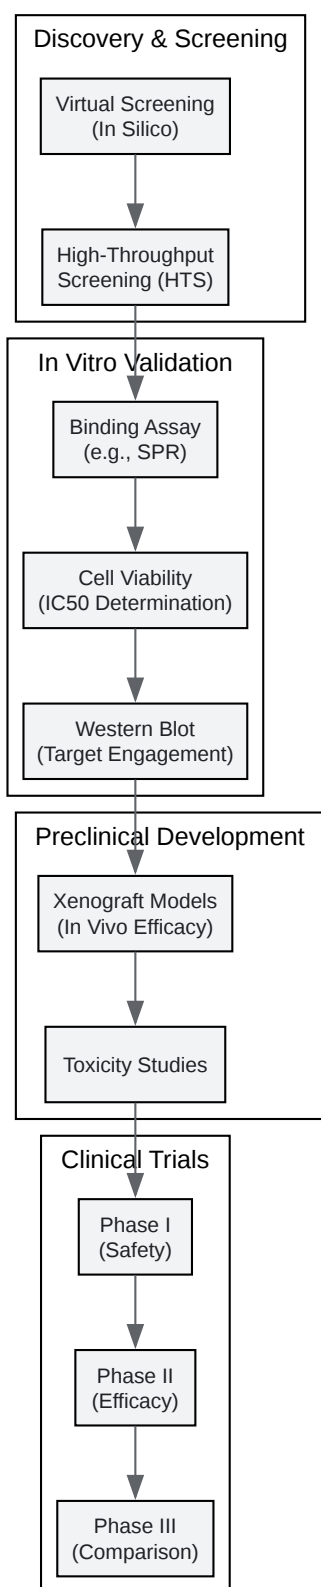 Discovery & Screening
Virtual Screening
(In Silico)
High-Throughput
Screening (HTS)
In Vitro Validation
Binding Assay
(e.g., SPR)
Cell Viability
(IC50 Determination)
Western Blot
(Target Engagement)
Preclinical Development
Xenograft Models
(In Vivo Efficacy)
Toxicity Studies
Clinical Trials
Phase I
(Safety)
Phase II
(Efficacy)
Phase III
(Comparison)